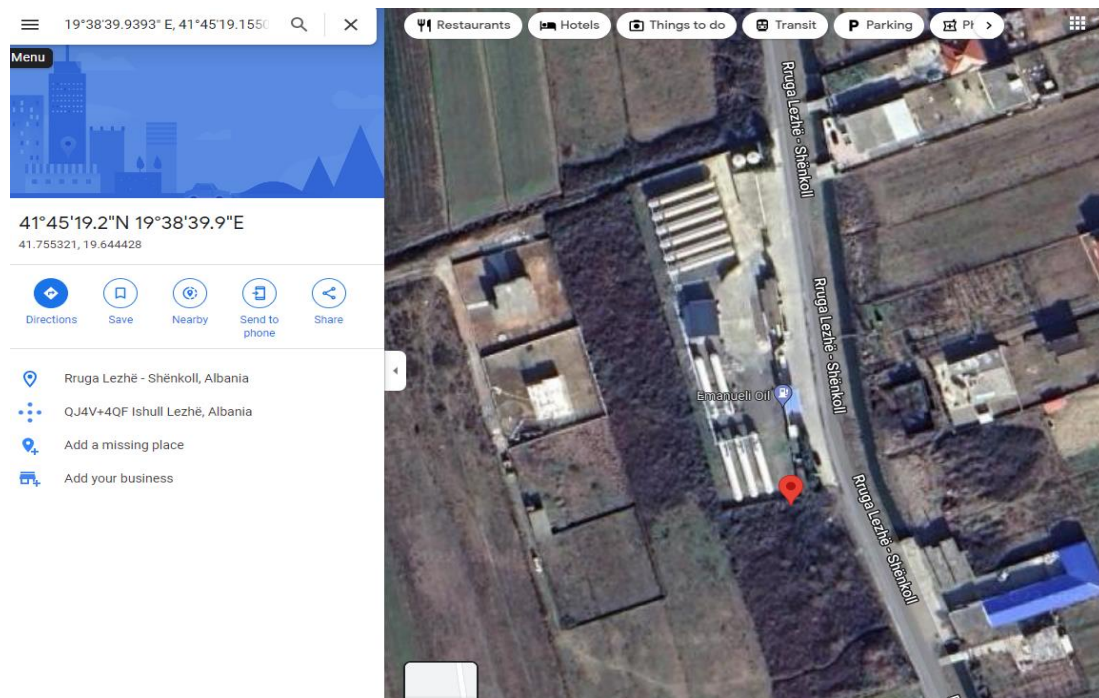 19°38'39.9393" E, 41°45'19.155
Menu
41°45'19.2"N 19°38'39.9"E
41.755321, 19.644428
Directions
Save
Nearby
Send to
phone
Share
Rruga Lezhë - Shënkoll, Albania
QJ4V+4QF Ishull Lezhë, Albania
Add a missing place
Add your business
Restaurants
Hotels
Things to do
Transit
P Parking
Rruga Lezhë - Shënkoll
Rruga Lezhë - Shënkoll
Emanueli Oil
Rruga Lezhë - Shënkoll